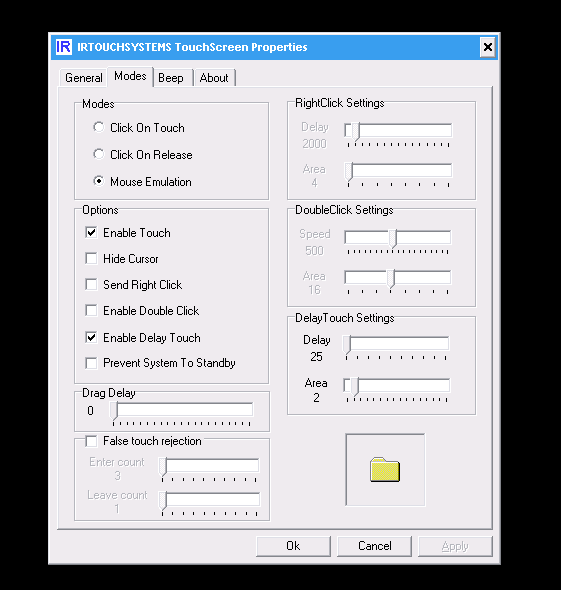 IR IRTOUCHSYSTEMS TouchScreen Properties
General Modes Beep About
Modes
Click On Touch
Click On Release
Mouse Emulation
Options
Enable Touch
Hide Cursor
Send Right Click
Enable Double Click
Enable Delay Touch
Prevent System To Standby
Drag Delay
0
False touch rejection
Enter count
3
Leave count
1
RightClick Settings
Delay
2000
Area
4
DoubleClick Settings
Speed
500
Area
16
DelayTouch Settings
Delay
25
Area
2
Ok Cancel Apply